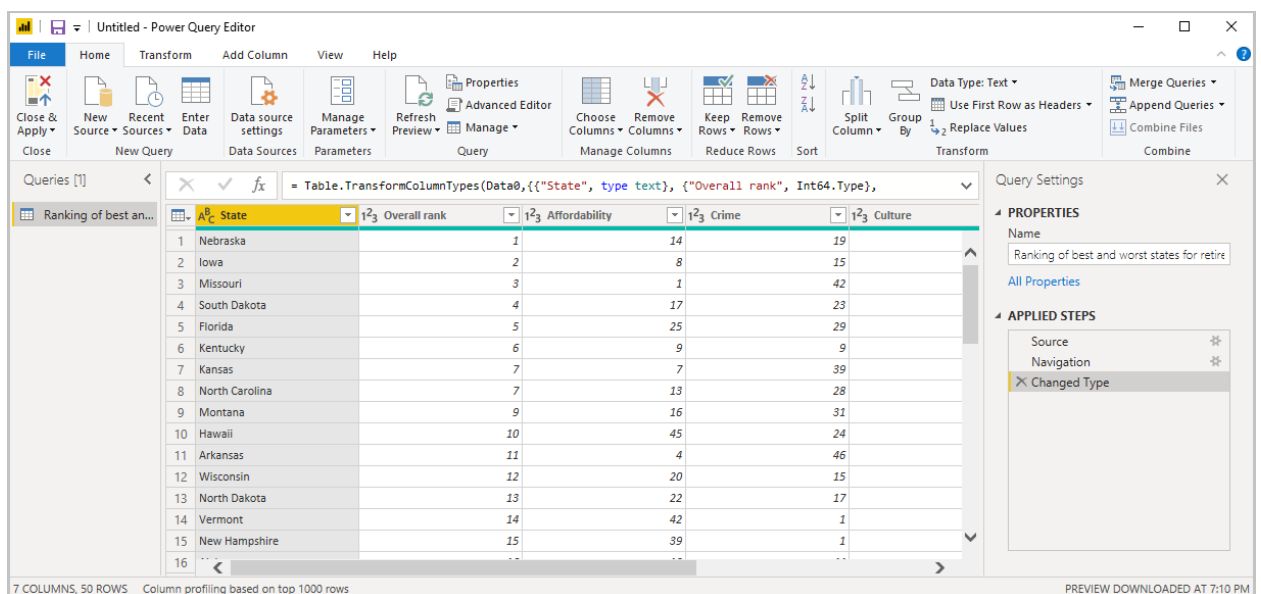 Untitled - Power Query Editor
File Home Transform Add Column View Help
Close & Apply
New Source
Recent Sources
Enter Data
Data source settings
Manage Parameters
Refresh Preview
Properties
Advanced Editor
Manage
Choose Columns
Remove Columns
Keep Rows
Remove Rows
Split Column
Group By
Data Type: Text
Use First Row as Headers
Replace Values
Merge Queries
Append Queries
Combine Files
Close New Query Data Sources Parameters Query Manage Columns Reduce Rows Sort Transform Combine
Queries [1]
Ranking of best an...
fx = Table.TransformColumnTypes(Data0,{{"State", type text}, {"Overall rank", Int64.Type},
ABC State 123 Overall rank 123 Affordability 123 Crime 123 Culture
1 Nebraska 1 14 19
2 Iowa 2 8 15
3 Missouri 3 1 42
4 South Dakota 4 17 23
5 Florida 5 25 29
6 Kentucky 6 9 9
7 Kansas 7 7 39
8 North Carolina 7 13 28
9 Montana 9 16 31
10 Hawaii 10 45 24
11 Arkansas 11 4 46
12 Wisconsin 12 20 15
13 North Dakota 13 22 17
14 Vermont 14 42 1
15 New Hampshire 15 39 1
16
Query Settings
PROPERTIES
Name
Ranking of best and worst states for retire
All Properties
APPLIED STEPS
Source
Navigation
Changed Type
7 COLUMNS, 50 ROWS Column profiling based on top 1000 rows
PREVIEW DOWNLOADED AT 7:10 PM